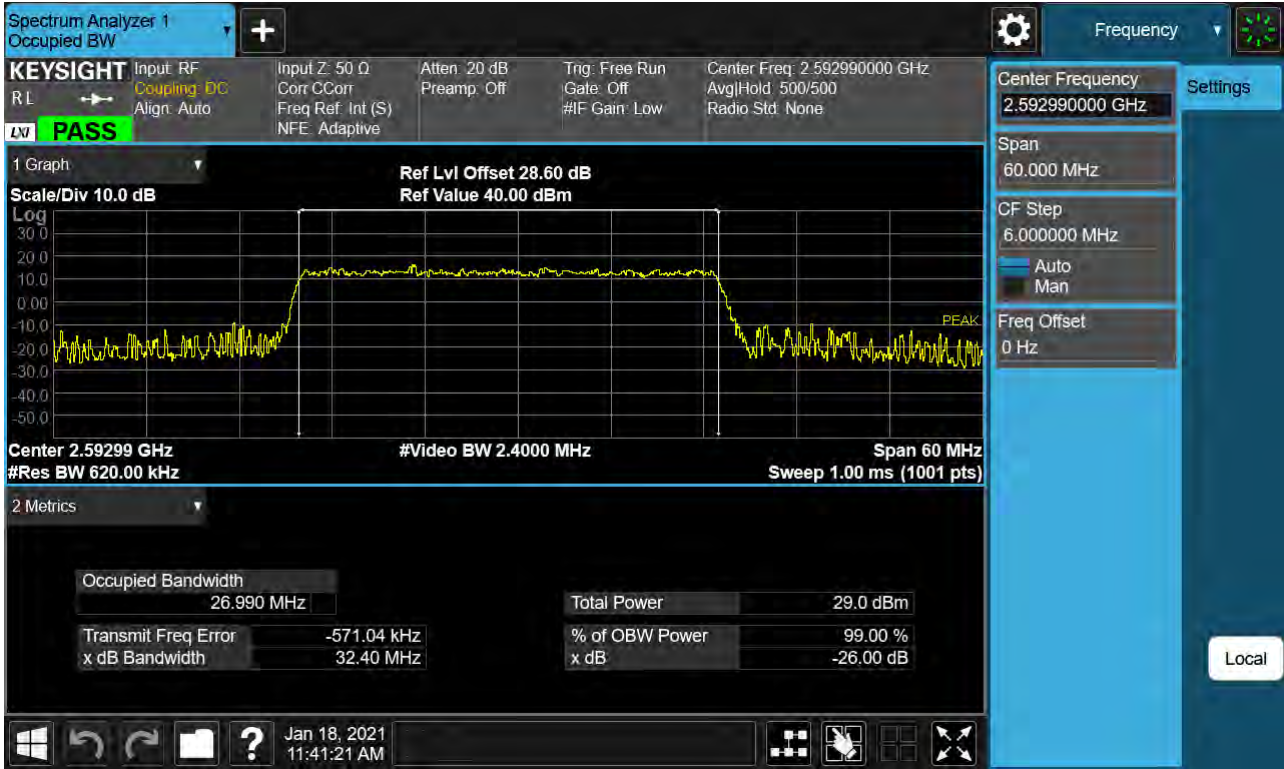 Spectrum Analyzer 1
Occupied BW
+
Frequency
KEYSIGHT
RL
LXI
PASS
Input: RF
Coupling: DC
Align: Auto
Input Z: 50 Ω
Corr CCorr
Freq Ref: Int (S)
NFE: Adaptive
Atten: 20 dB
Preamp: Off
Trig: Free Run
Gate: Off
#IF Gain: Low
Center Freq: 2.592990000 GHz
Avg|Hold: 500/500
Radio Std: None
Center Frequency
2.592990000 GHz
Settings
Span
60.000 MHz
CF Step
6.000000 MHz
Auto
Man
Freq Offset
0 Hz
Local
1 Graph
Scale/Div 10.0 dB
Ref Lvl Offset 28.60 dB
Ref Value 40.00 dBm
Log
30.0
20.0
10.0
0.00
-10.0
-20.0
-30.0
-40.0
-50.0
PEAK
Center 2.59299 GHz
#Video BW 2.4000 MHz
Span 60 MHz
#Res BW 620.00 kHz
Sweep 1.00 ms (1001 pts)
2 Metrics
Occupied Bandwidth
26.990 MHz
Total Power 29.0 dBm
Transmit Freq Error -571.04 kHz
% of OBW Power 99.00 %
x dB Bandwidth 32.40 MHz
x dB -26.00 dB
?
Jan 18, 2021
11:41:21 AM